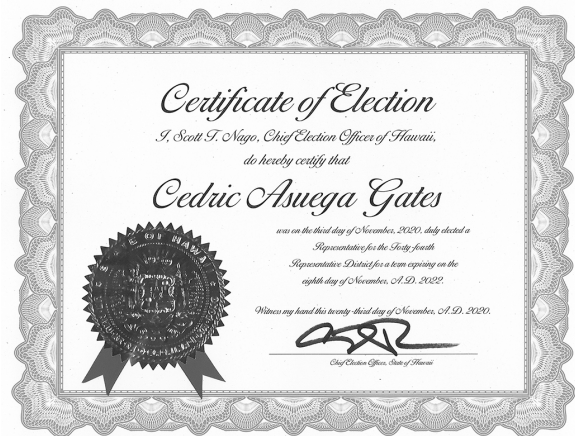 Certificate of Election
I, Scott T. Nago, Chief Election Officer of Hawaii,
do hereby certify that
Cedric Asuega Gates
was on the third day of November, 2020, duly elected a
Representative for the Forty-fourth
Representative District for a term expiring on the
eighth day of November, A.D. 2022.
Witness my hand this twenty-third day of November, A.D. 2020.
Chief Election Officer, State of Hawaii
STATE OF HAWAII